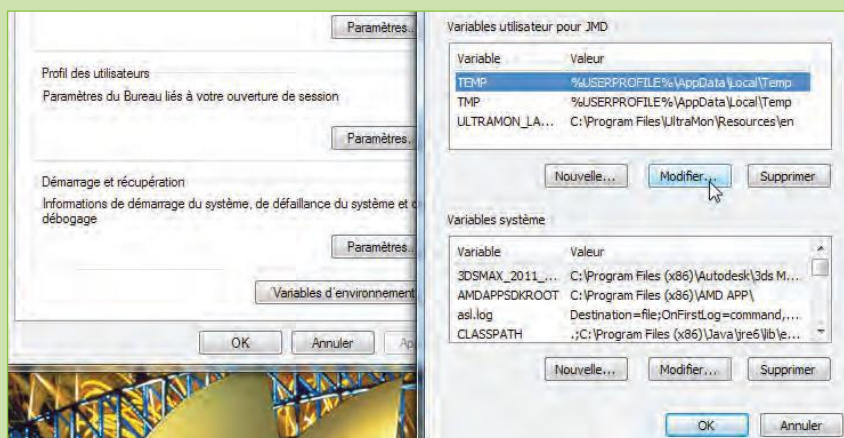 Paramètres..
Profil des utilisateurs
Paramètres du Bureau liés à votre ouverture de session
Paramètres..
Démarrage et récupération
Informations de démarrage du système, de défaillance du système et
débogage
Paramètres..
Variables d'environnement
OK Annuler Ap
Variables utilisateur pour JMD
Variable Valeur
TEMP %USERPROFILE%\AppData\Local\Temp
TMP %USERPROFILE%\AppData\Local\Temp
ULTRAMON_LA... C:\Program Files\UltraMon\Resources\en
Nouvelle... Modifier... Supprimer
Variables système
Variable Valeur
3DSMAX_2011_... C:\Program Files (x86)\Autodesk\3ds M...
AMDAPPSDKROOT C:\Program Files (x86)\AMD APP\
asl.log Destination=file;OnFirstLog=command,...
CLASSPATH .;C:\Program Files (x86)\Java\jre6\lib\e...
Nouvelle... Modifier... Supprimer
OK Annuler